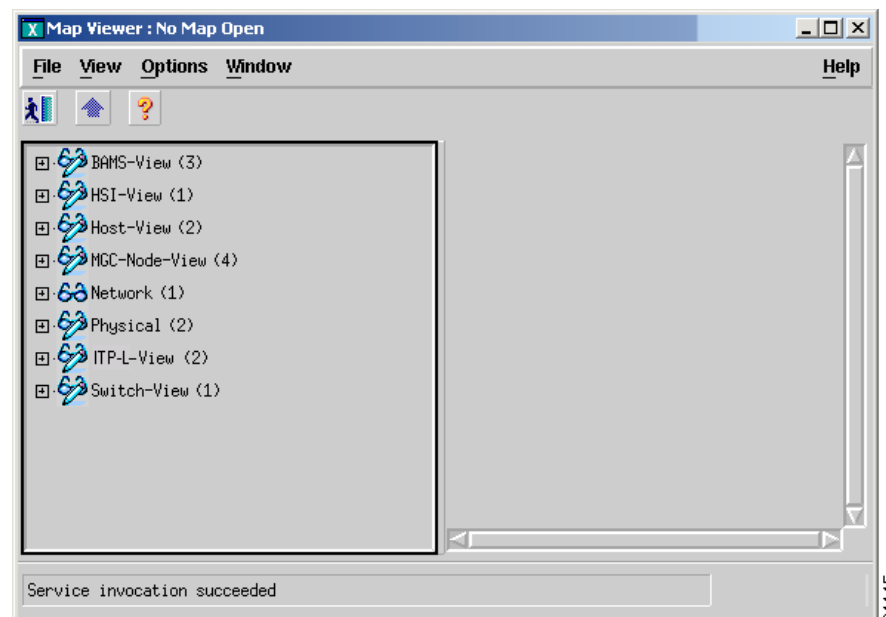 Map Viewer : No Map Open
File View Options Window Help
BAMS-View (3)
HSI-View (1)
Host-View (2)
MGC-Node-View (4)
Network (1)
Physical (2)
ITP-L-View (2)
Switch-View (1)
Service invocation succeeded